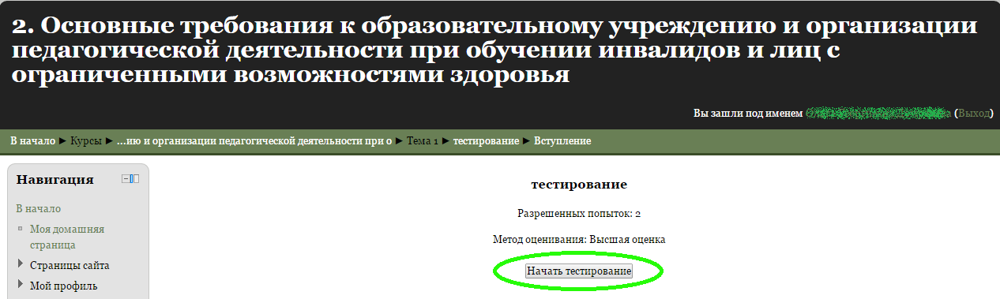 2. Основные требования к образовательному учреждению и организации
педагогической деятельности при обучении инвалидов и лиц с
ограниченными возможностями здоровья
Вы зашли под именем (Выход)
В начало ► Курсы ► ...ию и организации педагогической деятельности при о ► Тема 1 ► тестирование ► Вступление
Навигация
В начало
Моя домашняя
страница
Страницы сайта
Мой профиль
тестирование
Разрешенных попыток: 2
Метод оценивания: Высшая оценка
Начать тестирование